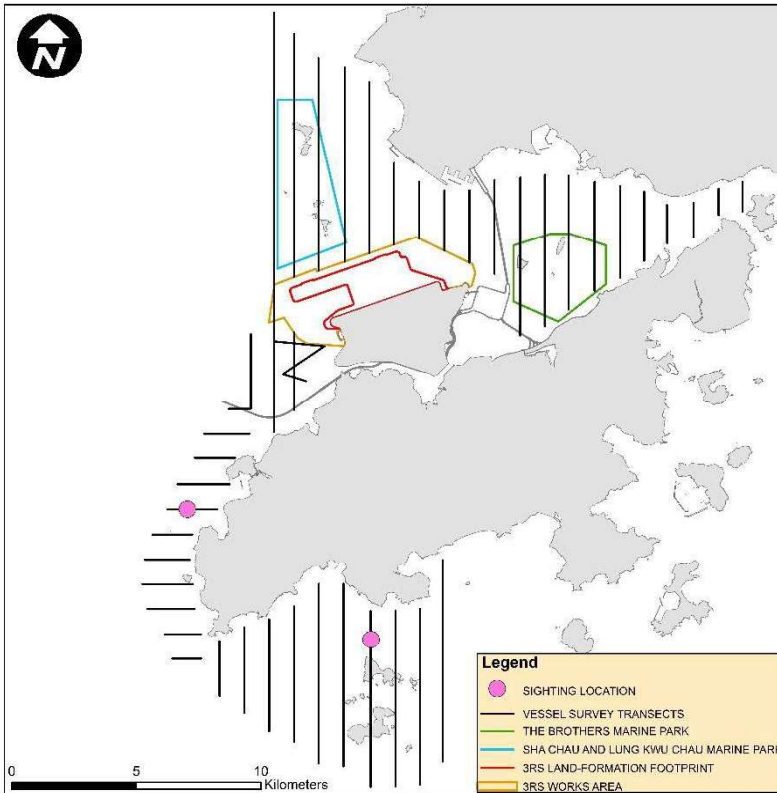 N
Legend
SIGHTING LOCATION
VESSEL SURVEY TRANSECTS
THE BROTHERS MARINE PARK
SHA CHAU AND LUNG KWU CHAU MARINE PARK
3RS LAND-FORMATION FOOTPRINT
3RS WORKS AREA
0 5 10
Kilometers